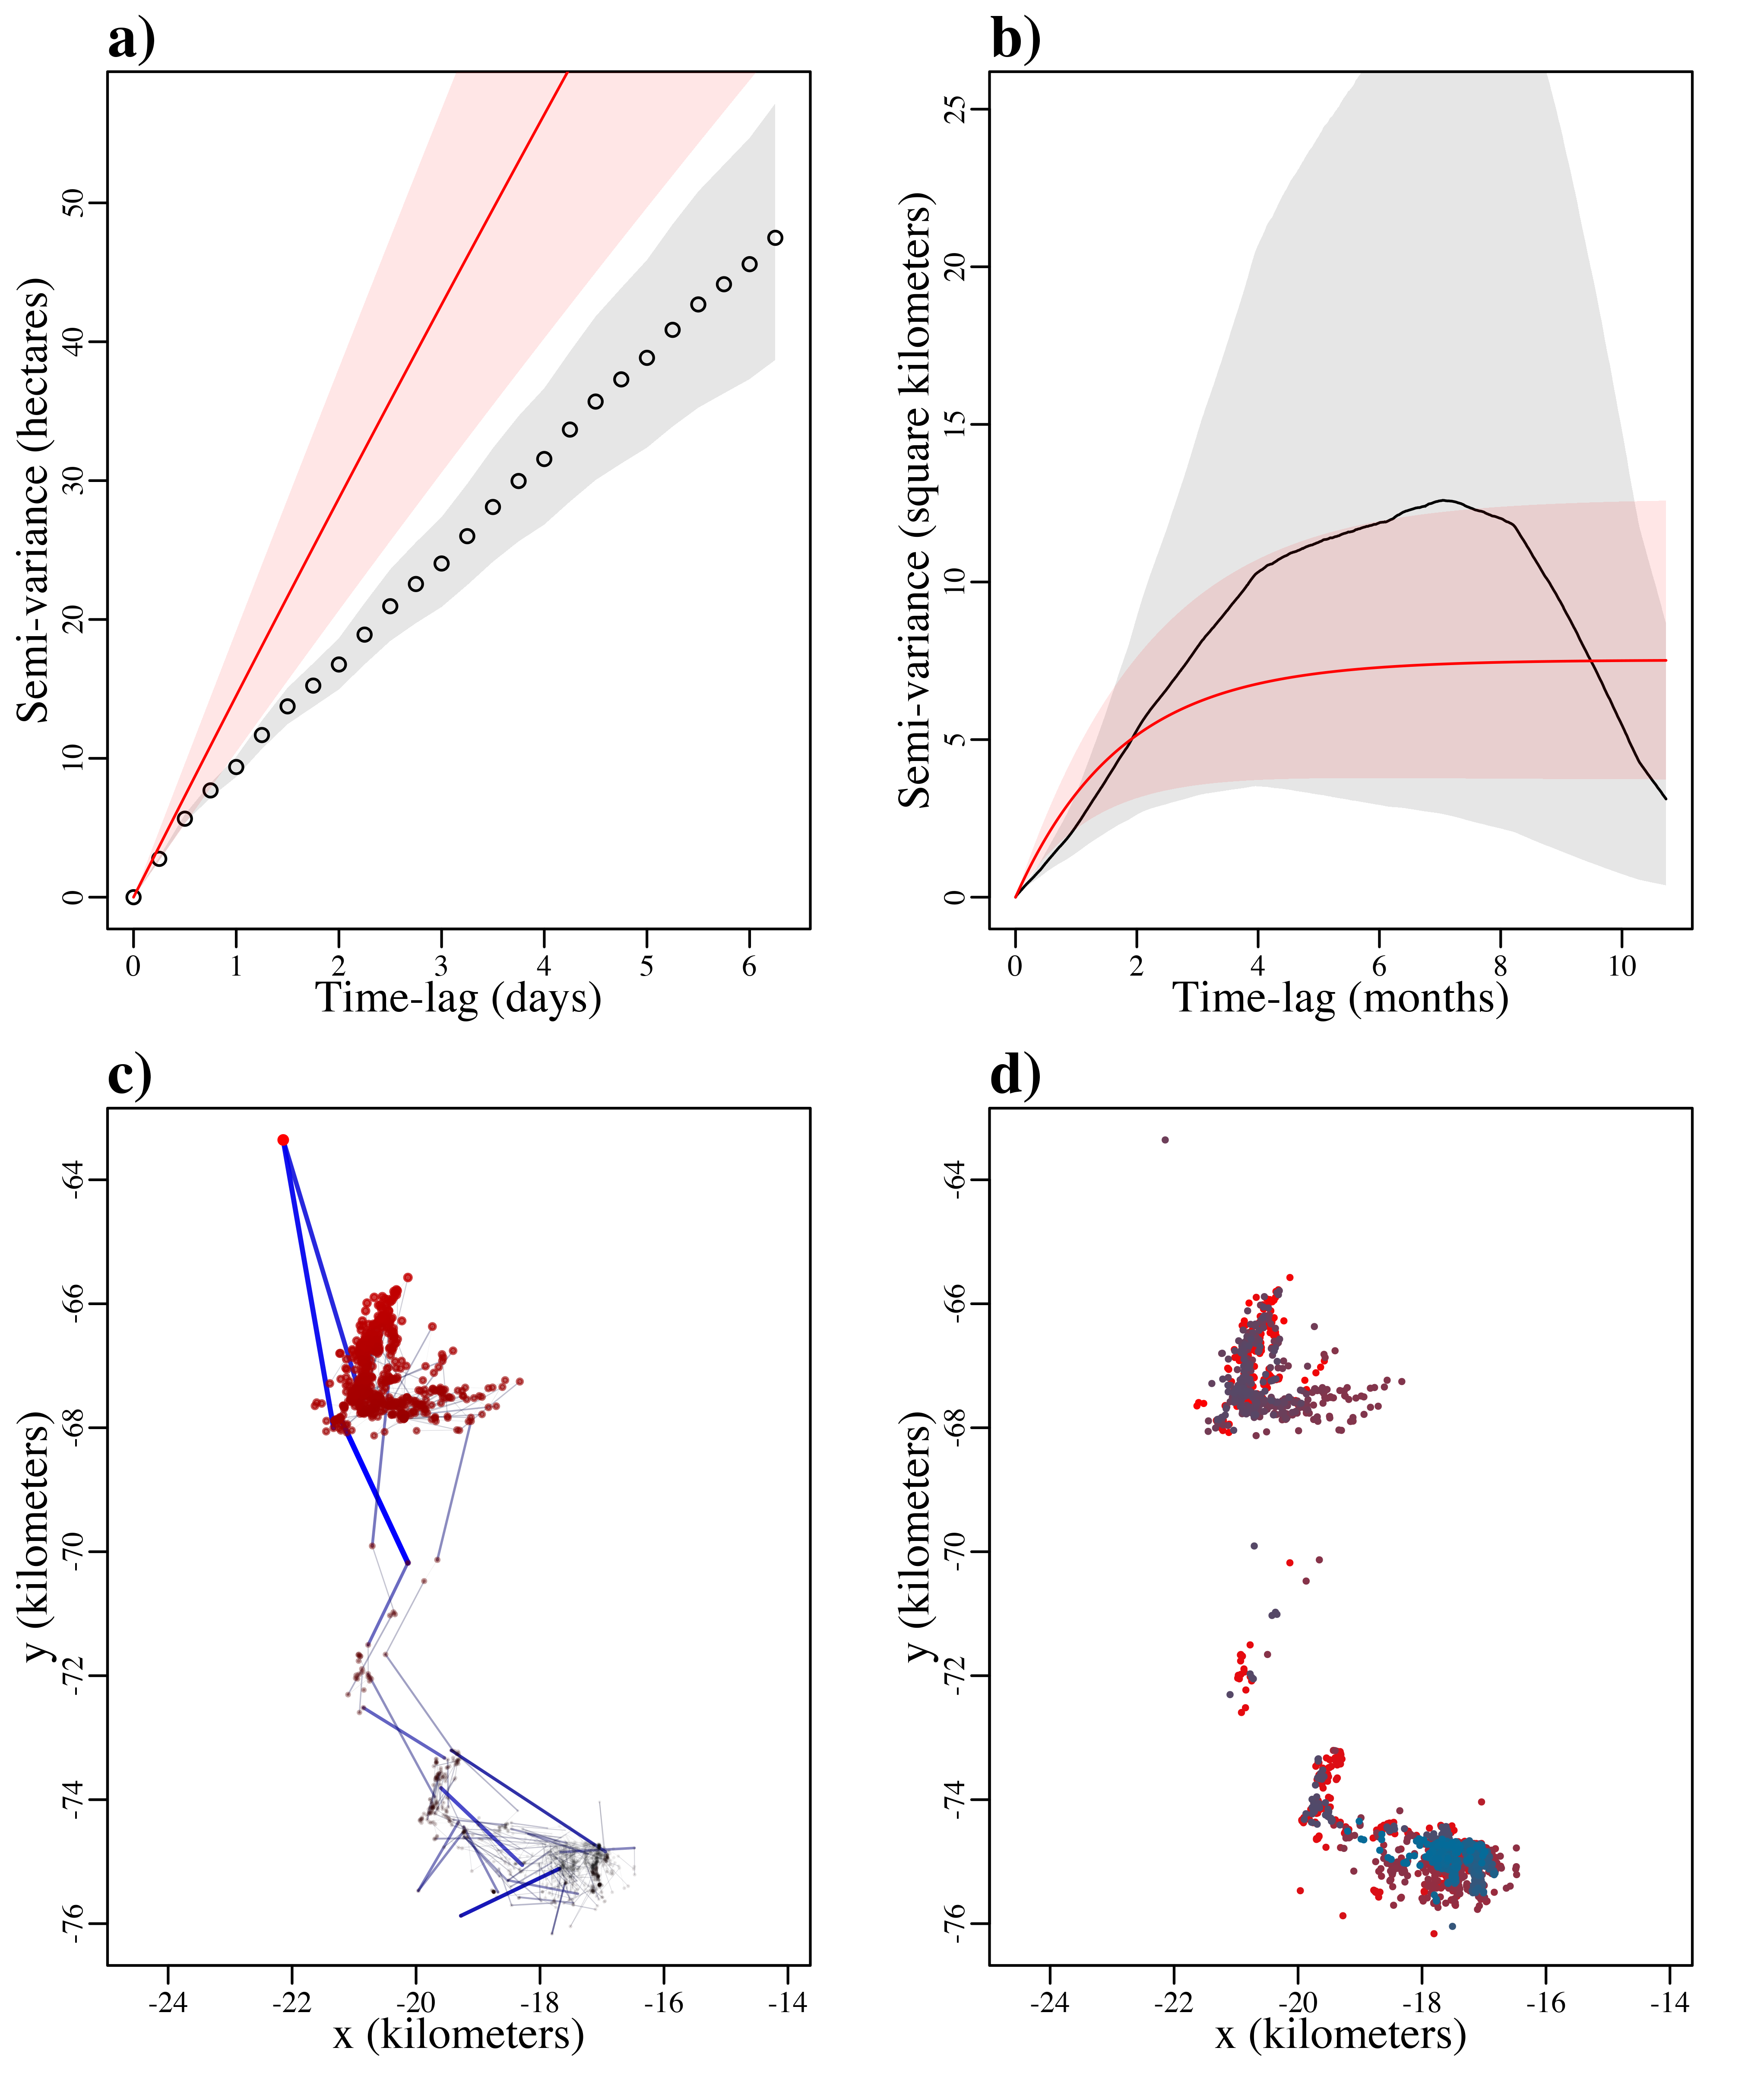 a)
Semi-variance (hectares)
50
40
30
20
10
0
0 1 2 3 4 5 6
Time-lag (days)
b)
Semi-variance (square kilometers)
25
20
15
10
5
0
0 2 4 6 8 10
Time-lag (months)
c)
y (kilometers)
-64
-66
-68
-70
-72
-74
-76
-24 -22 -20 -18 -16 -14
x (kilometers)
d)
y (kilometers)
-64
-66
-68
-70
-72
-74
-76
-24 -22 -20 -18 -16 -14
x (kilometers)